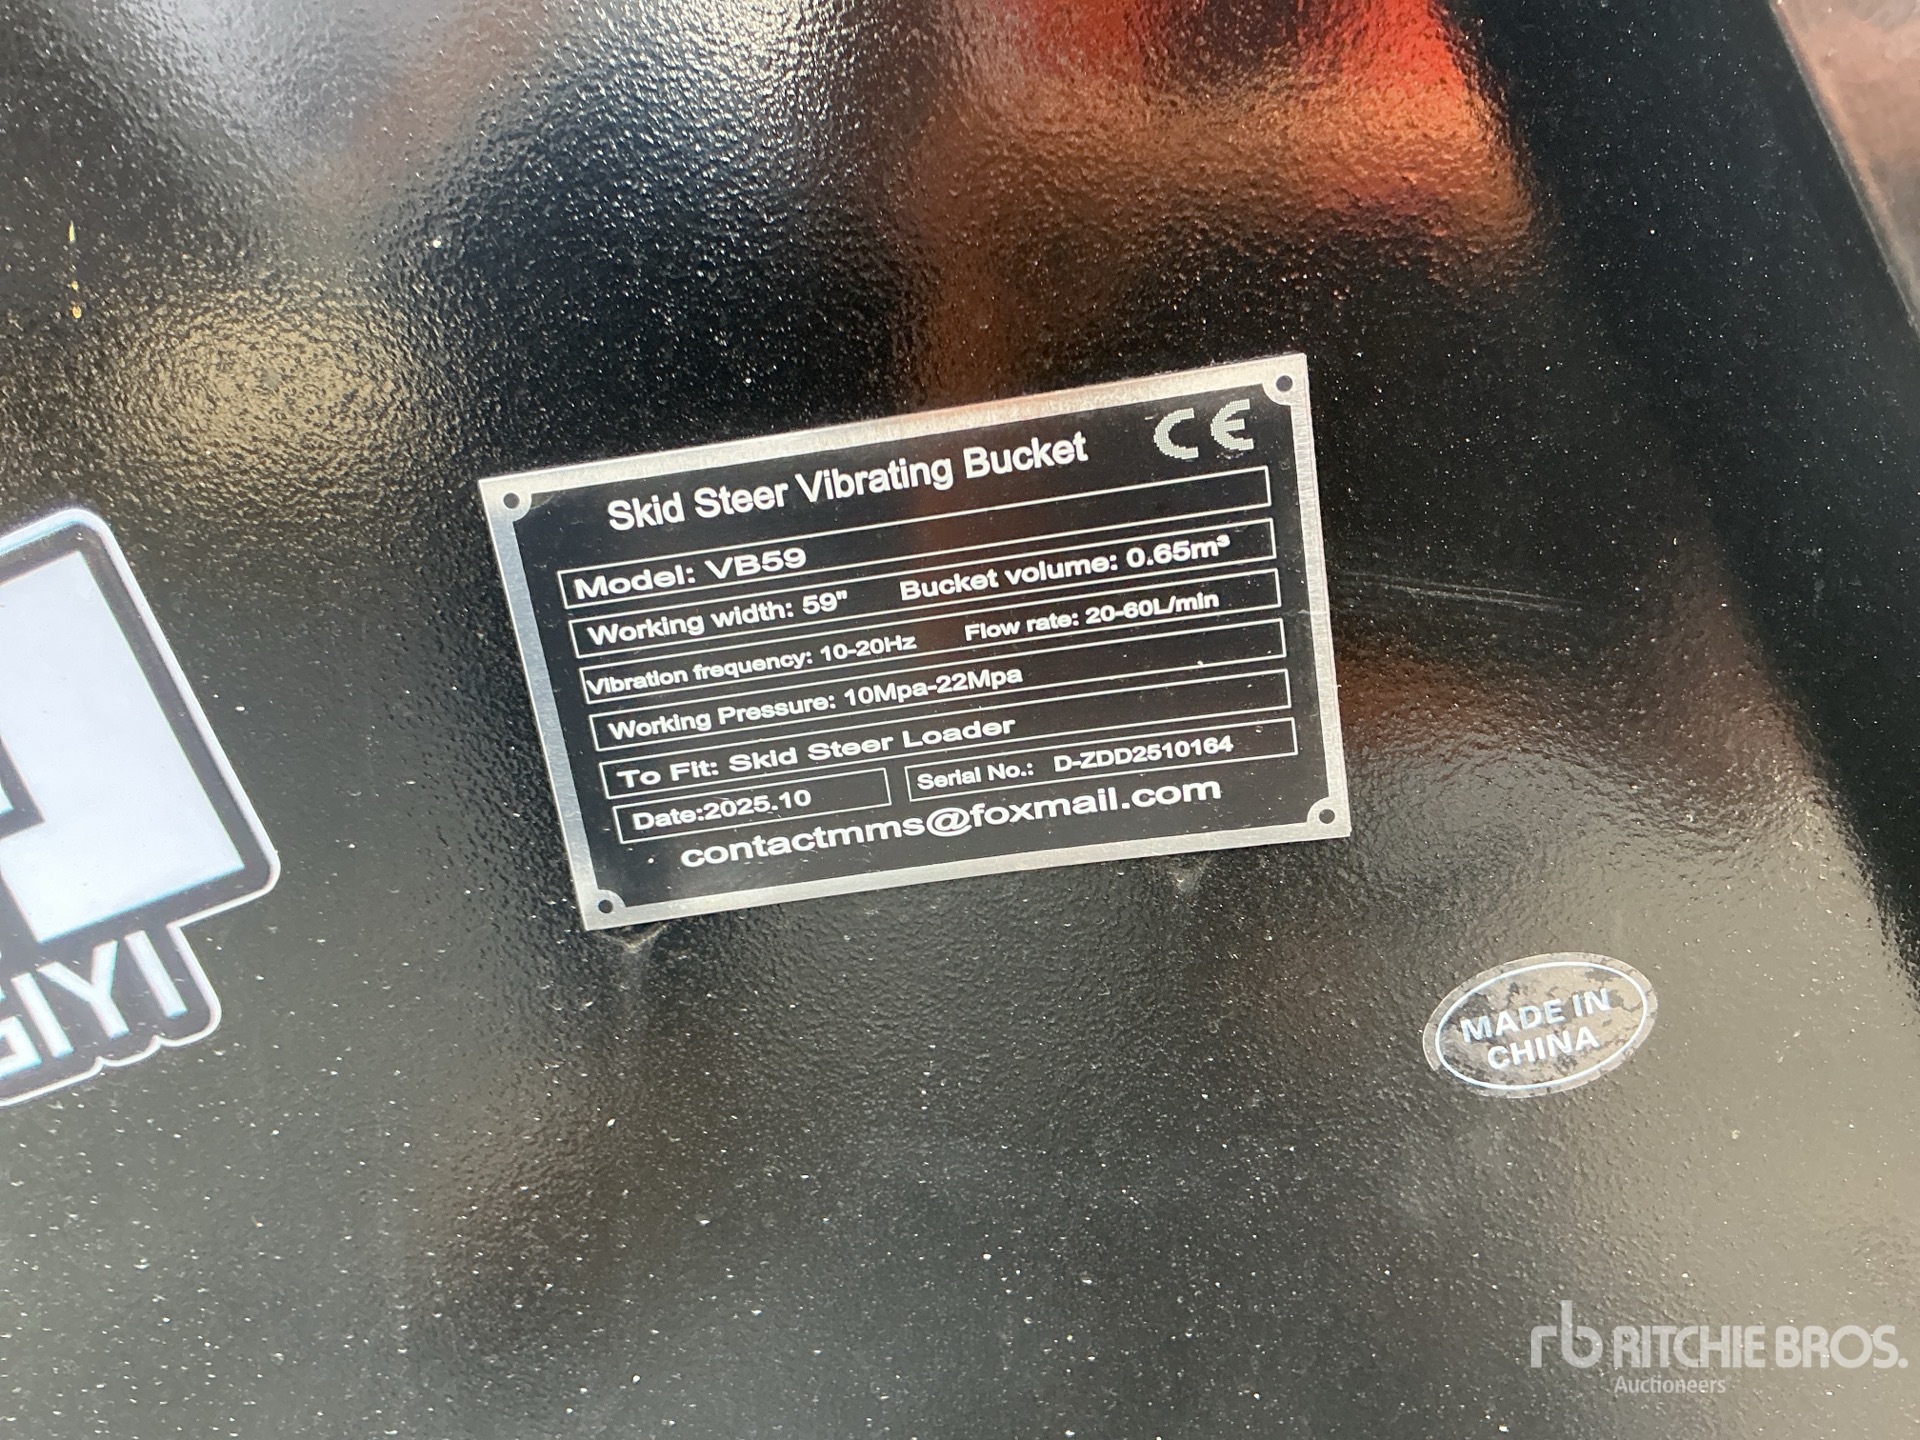 Skid Steer Vibrating Bucket CE
Model: VB59
Working width: 59" Bucket volume: 0.65m³
Vibration frequency: 10-20Hz Flow rate: 20-60L/min
Working Pressure: 10Mpa-22Mpa
To Fit: Skid Steer Loader
Date:2025.10 Serial No.: D-ZDD2510164
contactmms@foxmail.com
GIYI
MADE IN
CHINA
rb RITCHIE BROS.
Auctioneers